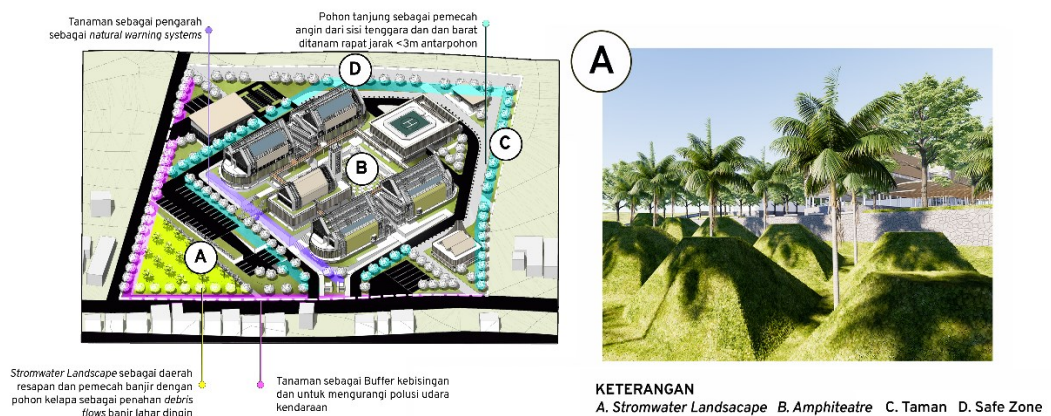 Tanaman sebagai pengarah
sebagai natural warning systems
Pohon tanjung sebagai pemecah
angin dari sisi tenggara dan dan barat
ditanam rapat jarak <3m antarpohon
D
C
B
A
H
Stromwater Landscape sebagai daerah
resapan dan pemecah banjir dengan
pohon kelapa sebagai penahan debris
flows banjir lahar dingin
Tanaman sebagai Buffer kebisingan
dan untuk mengurangi polusi udara
kendaraan
A
KETERANGAN
A. Stromwater Landsacape B. Amphiteatre C. Taman D. Safe Zone